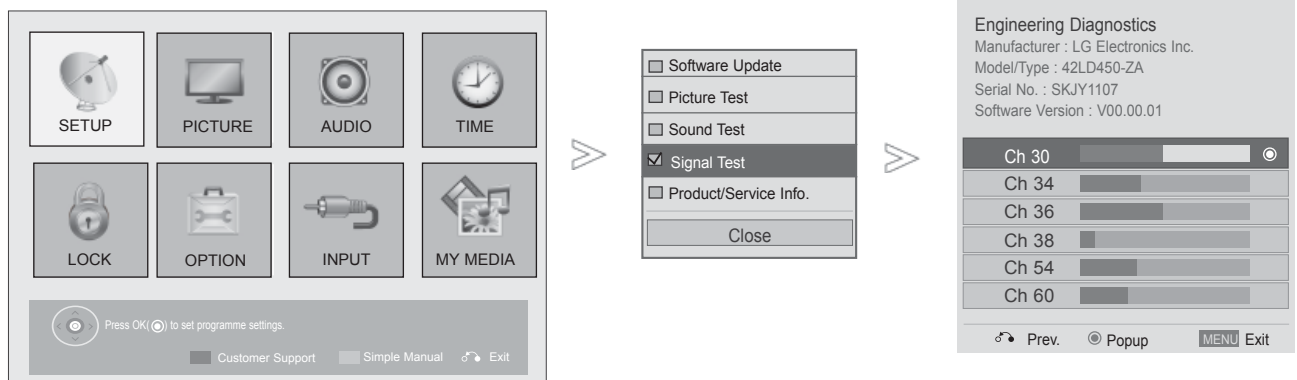 SETUP
PICTURE
AUDIO
TIME
LOCK
OPTION
INPUT
MY MEDIA
Press OK(◉) to set programme settings.
Customer Support
Simple Manual
Exit
Software Update
Picture Test
Sound Test
Signal Test
Product/Service Info.
Close
Engineering Diagnostics
Manufacturer : LG Electronics Inc.
Model/Type : 42LD450-ZA
Serial No. : SKJY1107
Software Version : V00.00.01
Ch 30
Ch 34
Ch 36
Ch 38
Ch 54
Ch 60
Prev.
Popup
MENU Exit